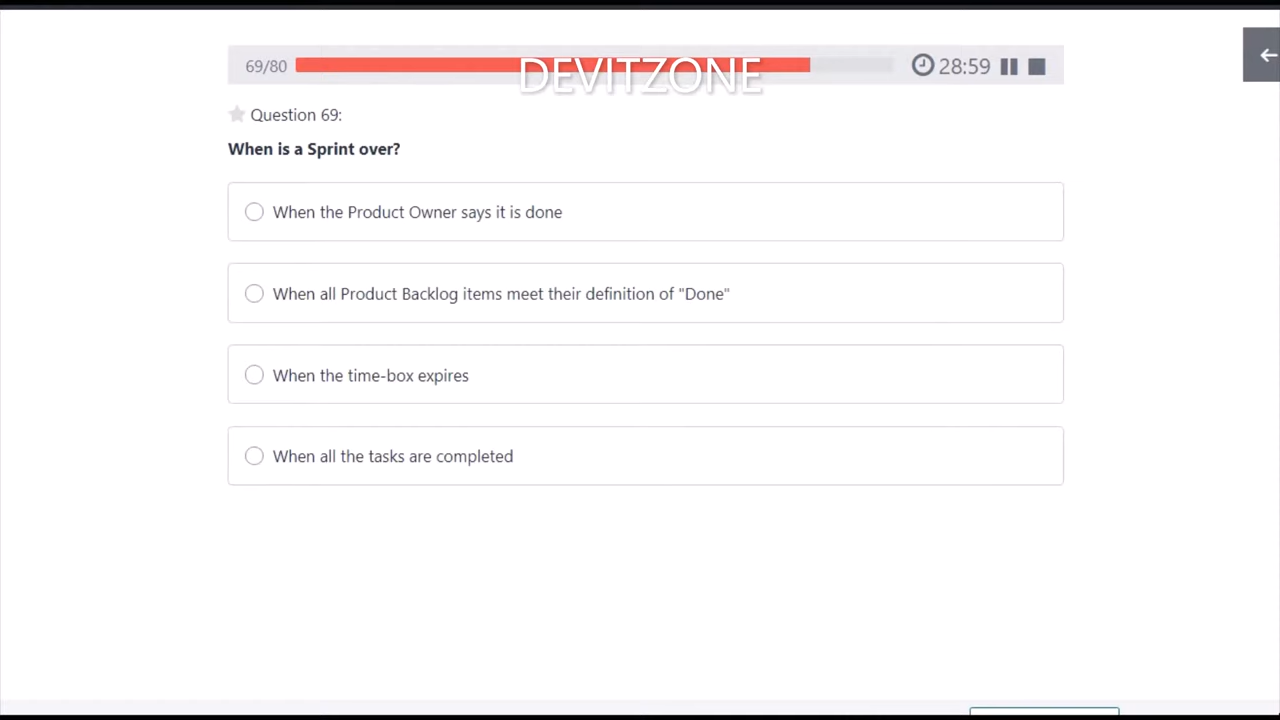 69/80
DEVITZONE
28:59
Question 69:
When is a Sprint over?
When the Product Owner says it is done
When all Product Backlog items meet their definition of "Done"
When the time-box expires
When all the tasks are completed